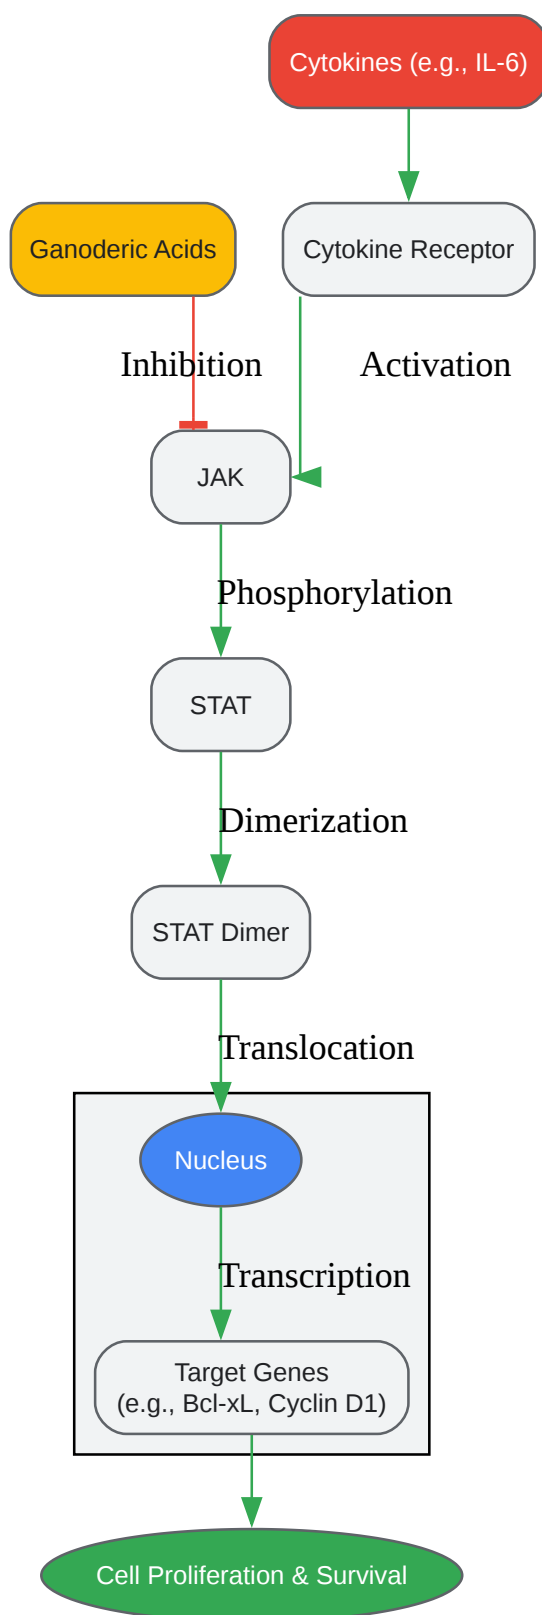 Cytokines (e.g., IL-6)
Ganoderic Acids
Cytokine Receptor
Inhibition
Activation
JAK
Phosphorylation
STAT
Dimerization
STAT Dimer
Translocation
Nucleus
Transcription
Target Genes
(e.g., Bcl-xL, Cyclin D1)
Cell Proliferation & Survival